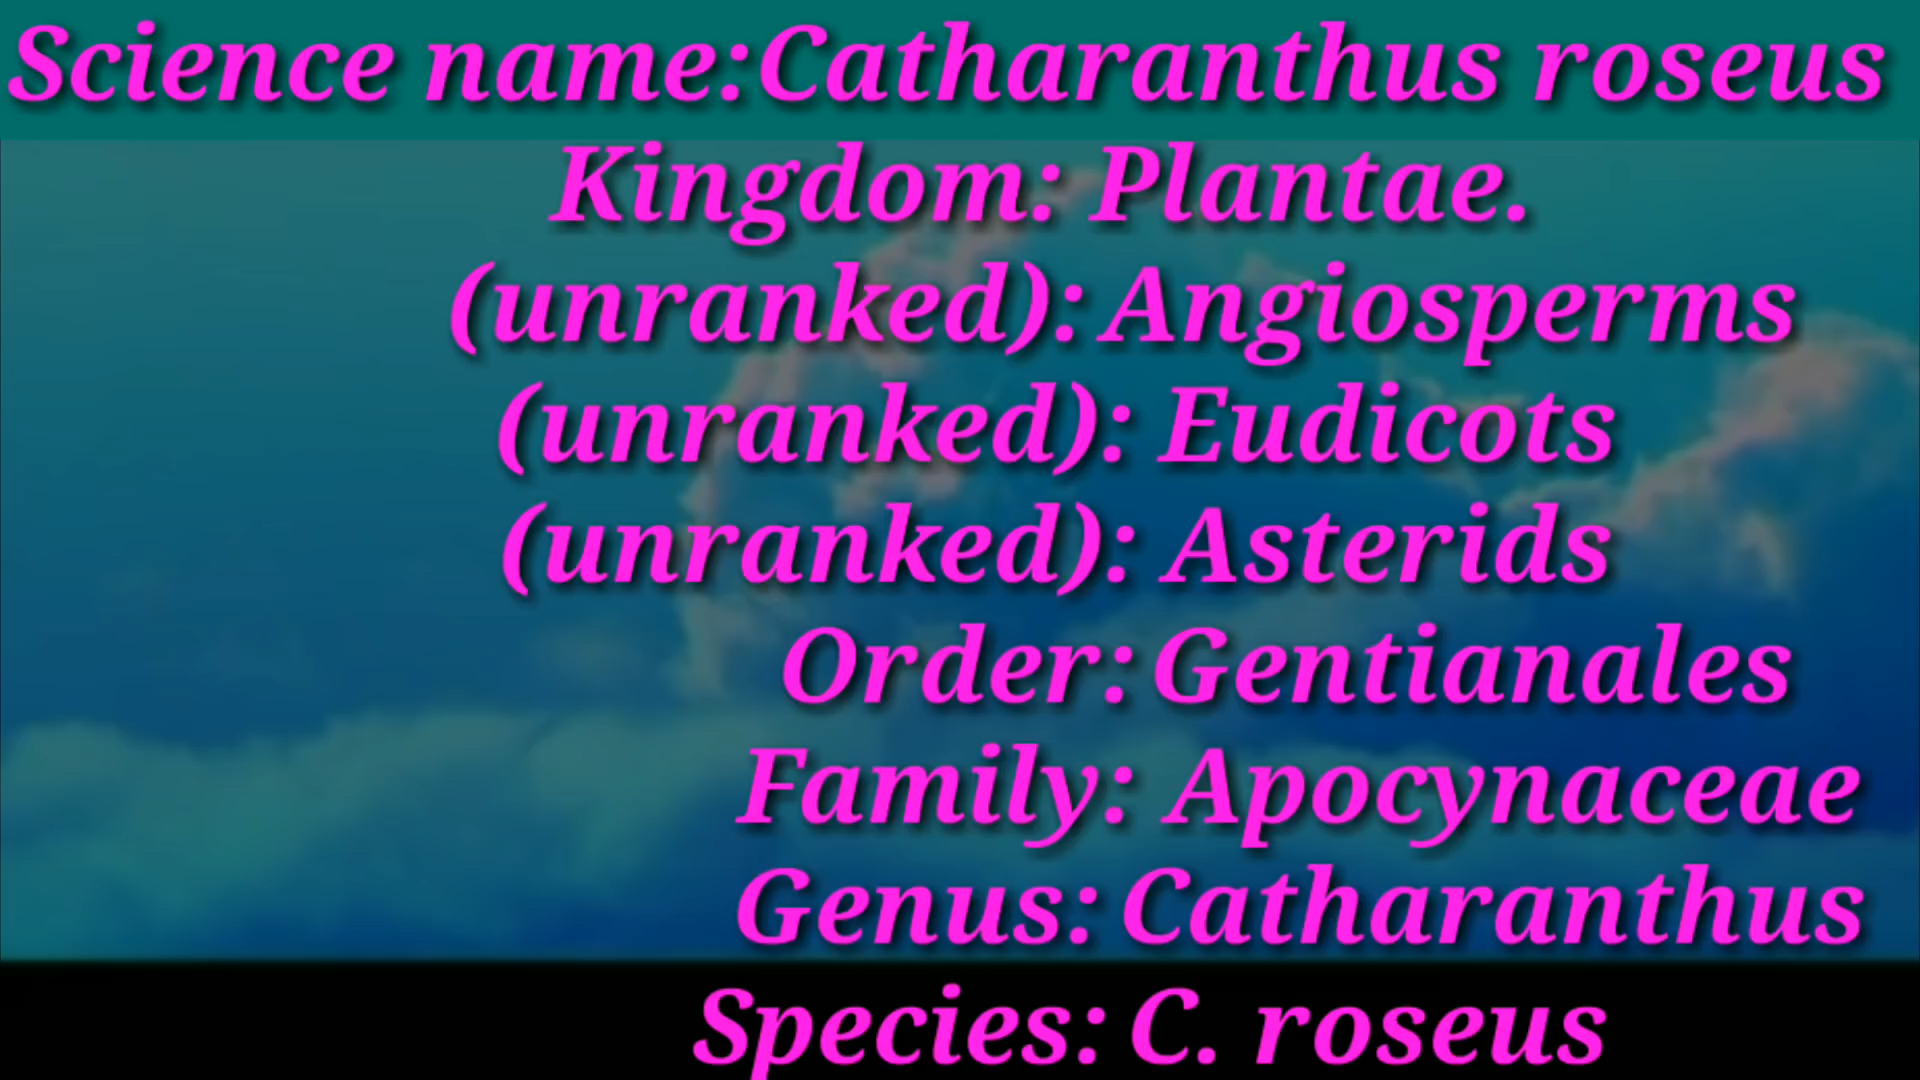 Science name:Catharanthus roseus
Kingdom: Plantae.
(unranked): Angiosperms
(unranked): Eudicots
(unranked): Asterids
Order: Gentianales
Family: Apocynaceae
Genus: Catharanthus
Species: C. roseus